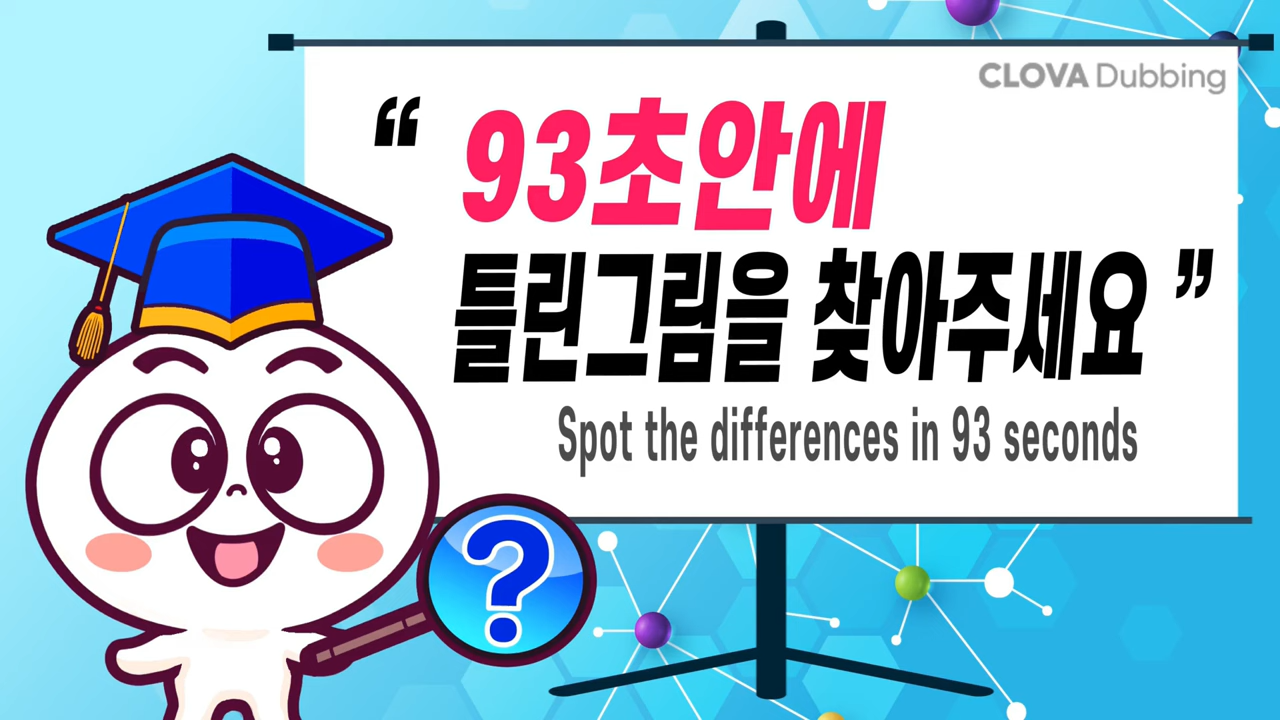 CLOVA Dubbing
“ 93초안에
틀린그림을 찾아주세요 ”
Spot the differences in 93 seconds
?